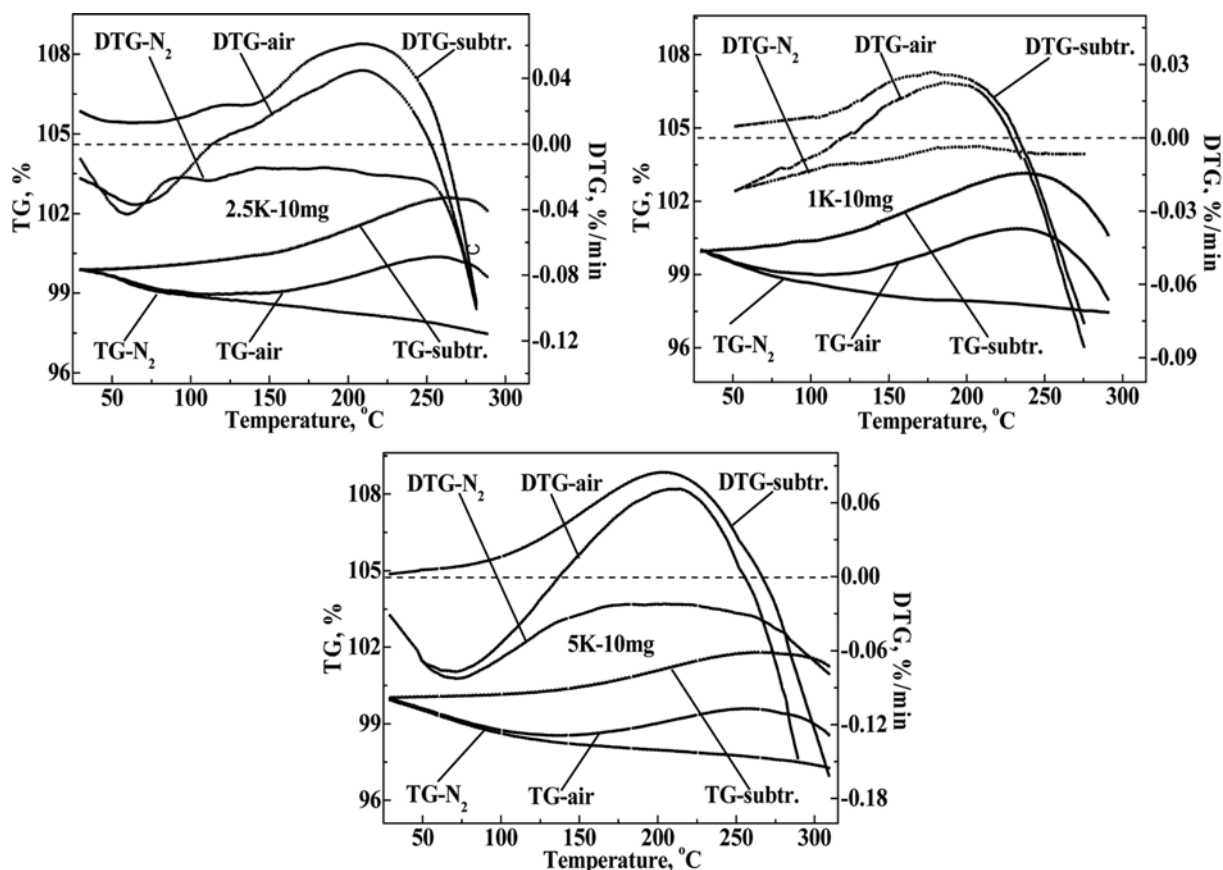 DTG-N2
DTG-air
DTG-subtr.
108
105
102
99
96
TG, %
0.04
0.00
-0.04
-0.08
-0.12
DTG, %/min
2.5K-10mg
C
TG-N2
TG-air
TG-subtr.
50
100
150
200
250
300
Temperature, °C
DTG-N2
DTG-air
DTG-subtr.
108
105
102
99
96
TG, %
0.03
0.00
-0.03
-0.06
-0.09
DTG, %/min
1K-10mg
TG-N2
TG-air
TG-subtr.
50
100
150
200
250
300
Temperature, °C
DTG-N2
DTG-air
DTG-subtr.
108
105
102
99
96
TG, %
0.06
0.00
-0.06
-0.12
-0.18
DTG, %/min
5K-10mg
TG-N2
TG-air
TG-subtr.
50
100
150
200
250
300
Temperature, °C